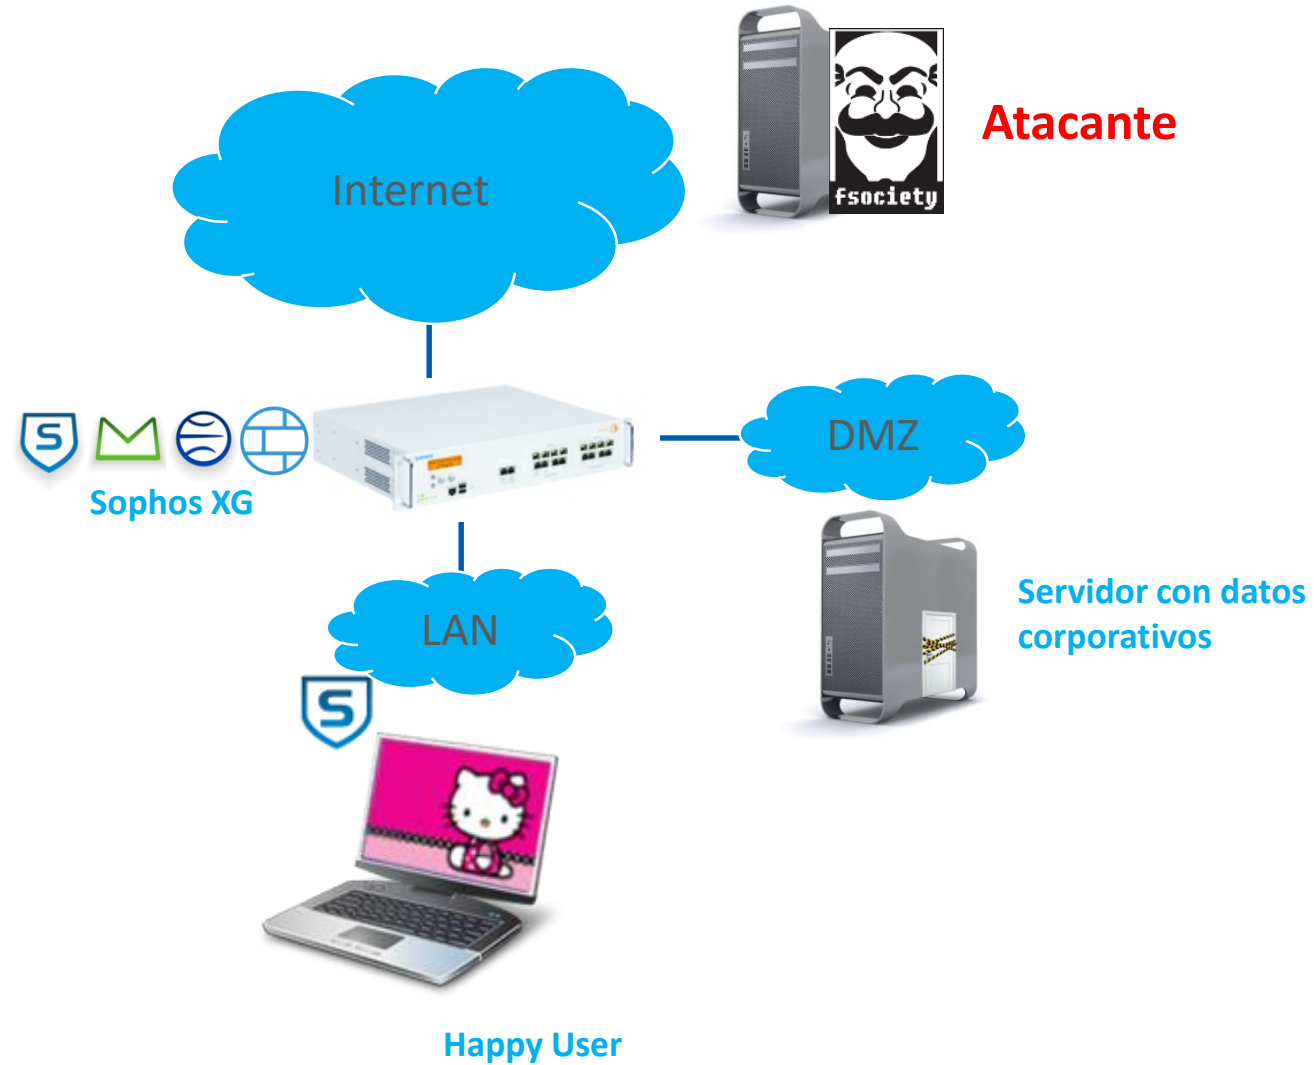 Internet
fsociety
Atacante
DMZ
S
Sophos XG
Servidor con datos
corporativos
LAN
S
Happy User